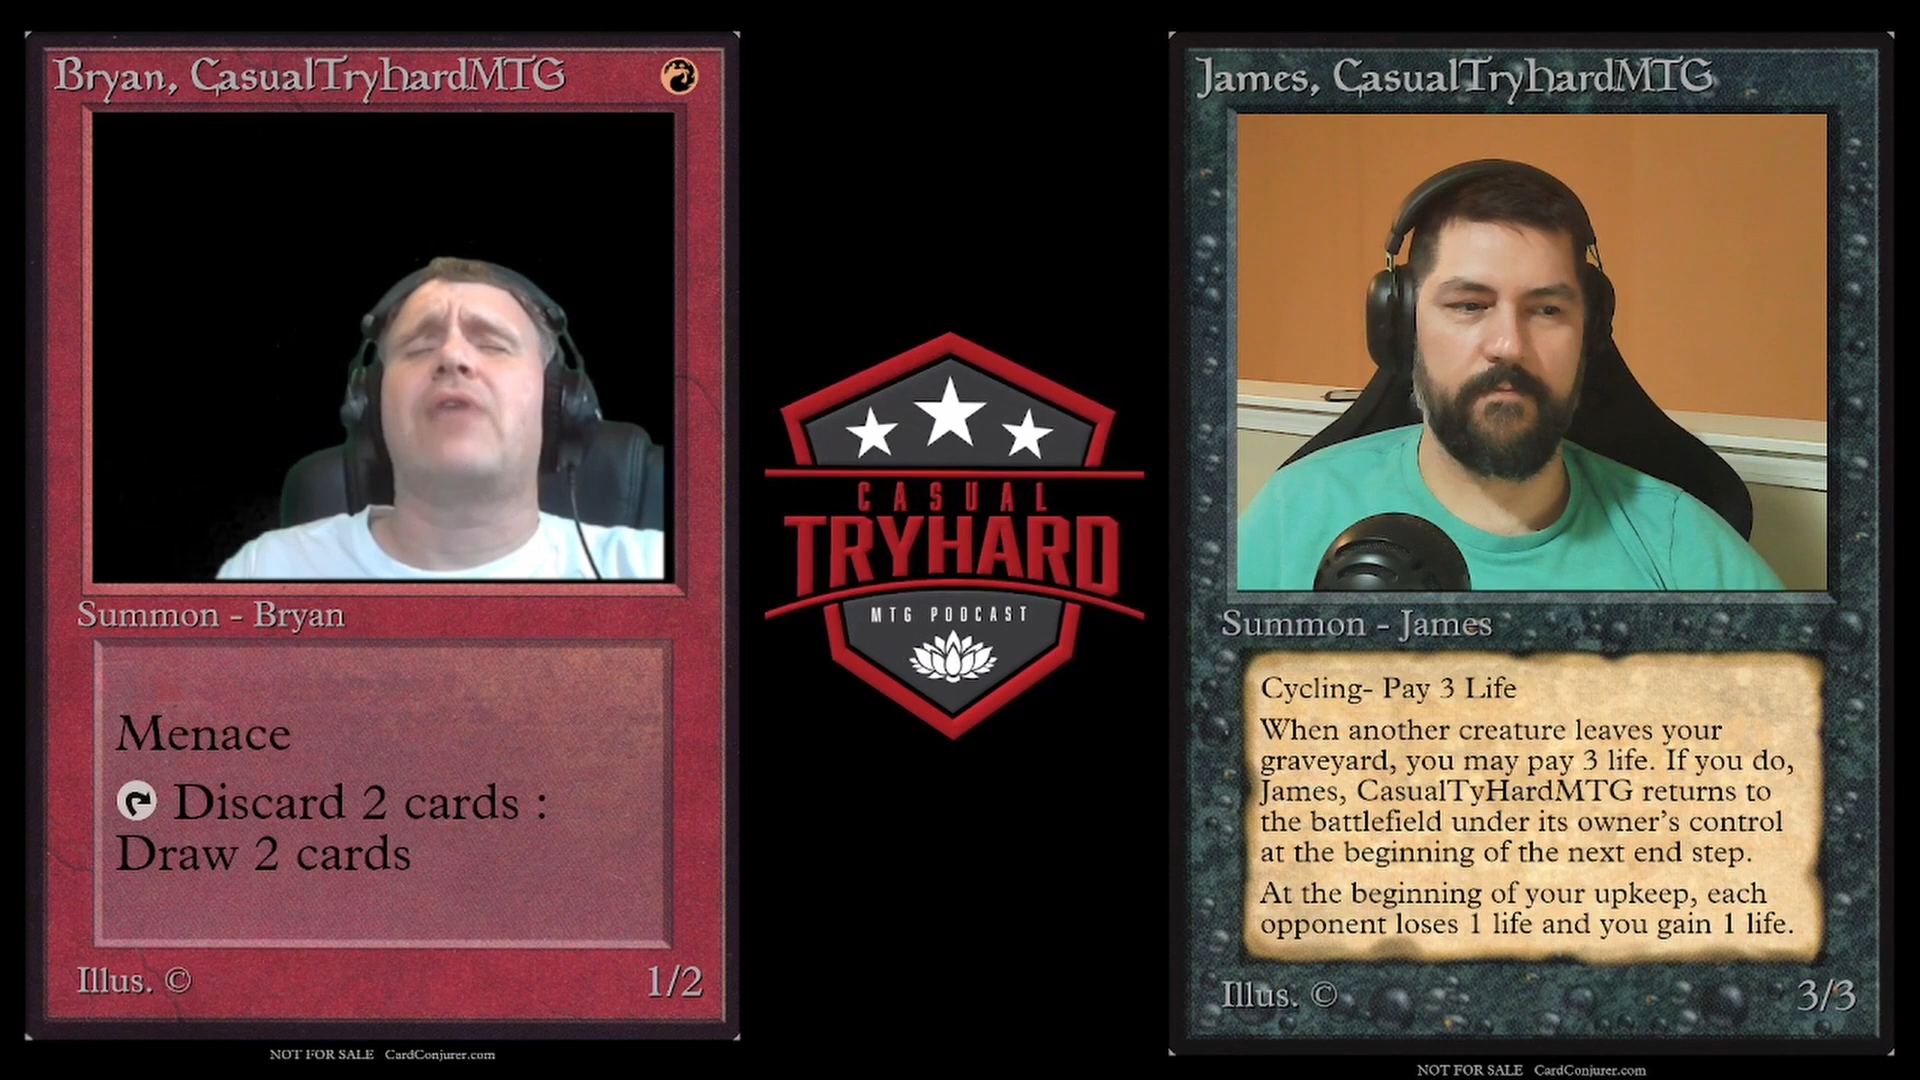 Bryan, CasualTryhardMTG
Summon - Bryan
Menace
Discard 2 cards :
Draw 2 cards
Illus. ©
1/2
NOT FOR SALE CardConjurer.com
CASUAL
TRYHARD
MTG PODCAST
James, CasualTryhardMTG
Summon - James
Cycling- Pay 3 Life
When another creature leaves your
graveyard, you may pay 3 life. If you do,
James, CasualTyHardMTG returns to
the battlefield under its owner's control
at the beginning of the next end step.
At the beginning of your upkeep, each
opponent loses 1 life and you gain 1 life.
Illus. ©
3/3
NOT FOR SALE CardConjurer.com